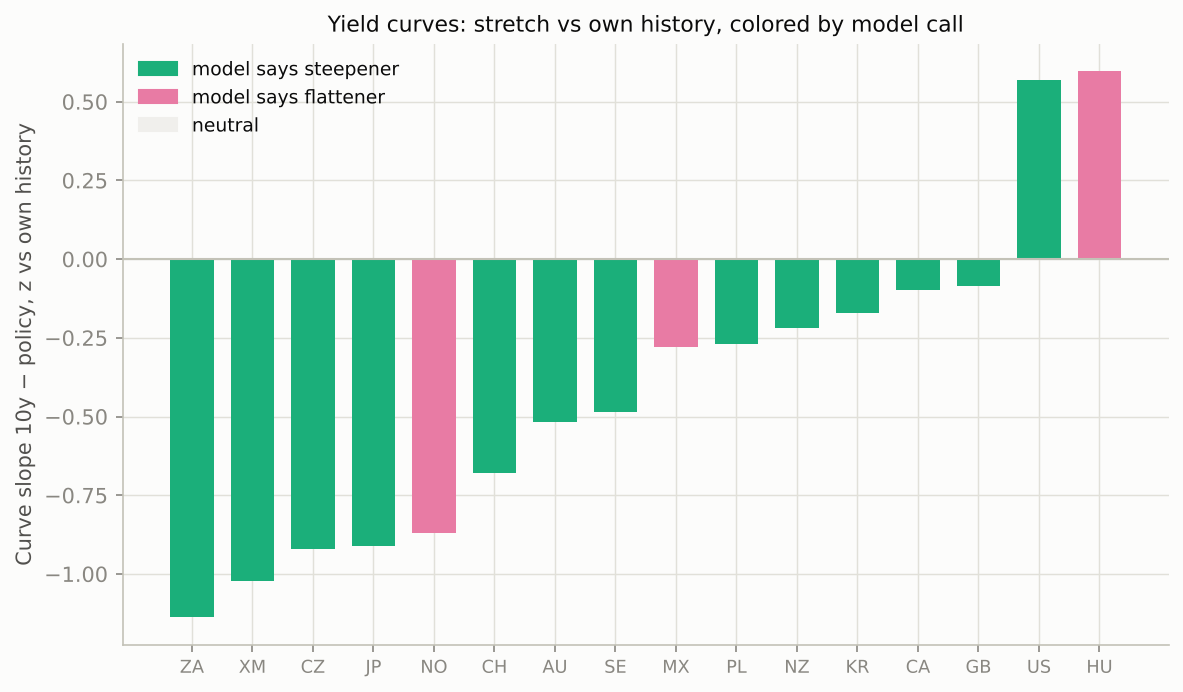 Yield curves: stretch vs own history, colored by model call
model says steepener
model says flattener
neutral
Curve slope 10y − policy, z vs own history
0.50
0.25
0.00
−0.25
−0.50
−0.75
−1.00
ZA XM CZ JP NO CH AU SE MX PL NZ KR CA GB US HU